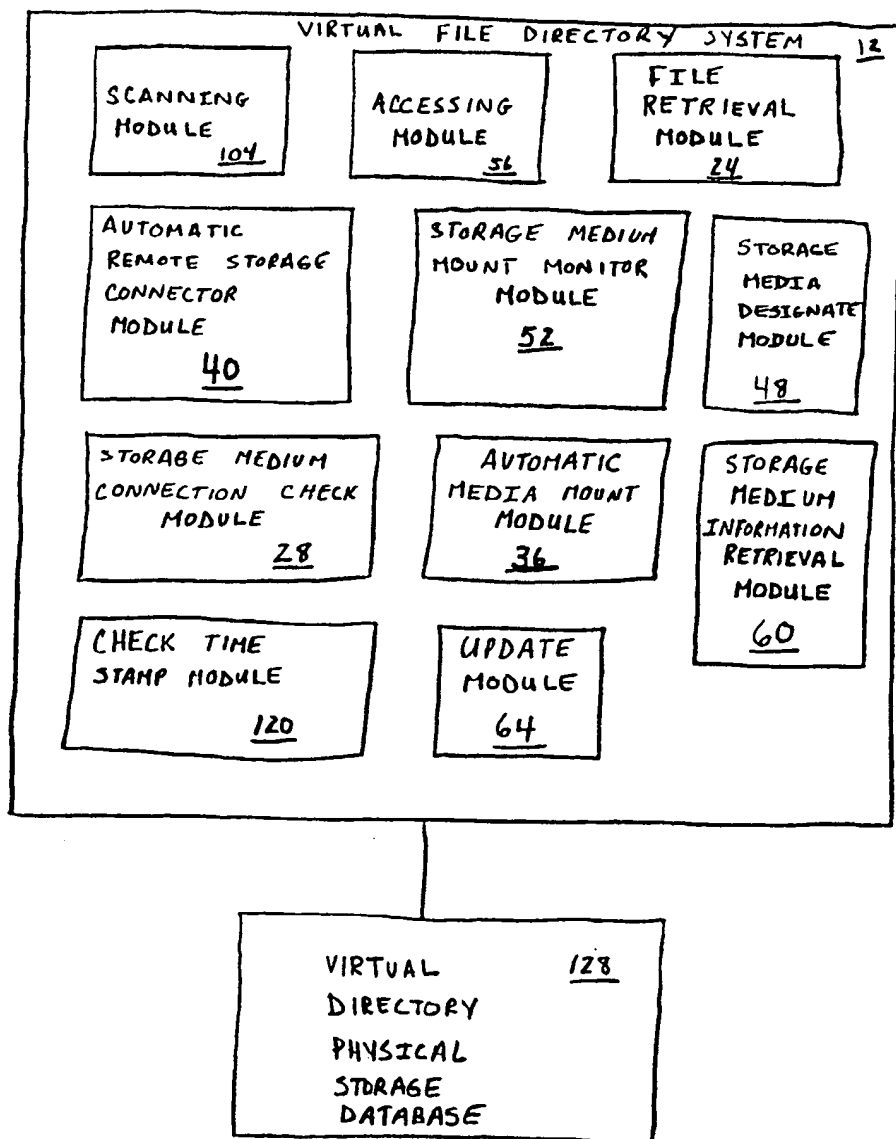 VIRTUAL FILE DIRECTORY SYSTEM 12
SCANNING
MODULE
104
ACCESSING
MODULE
56
FILE
RETRIEVAL
MODULE
24
AUTOMATIC
REMOTE STORAGE
CONNECTOR
MODULE
40
STORAGE MEDIUM
MOUNT MONITOR
MODULE
52
STORAGE
MEDIA
DESIGNATE
MODULE
48
STORABE MEDIUM
CONNECTION CHECK
MODULE
28
AUTOMATIC
MEDIA MOUNT
MODULE
36
STORAGE
MEDIUM
INFORMATION
RETRIEVAL
MODULE
60
CHECK TIME
STAMP MODULE
120
UPDATE
MODULE
64
VIRTUAL 128
DIRECTORY
PHYSICAL
STORAGE
DATABASE